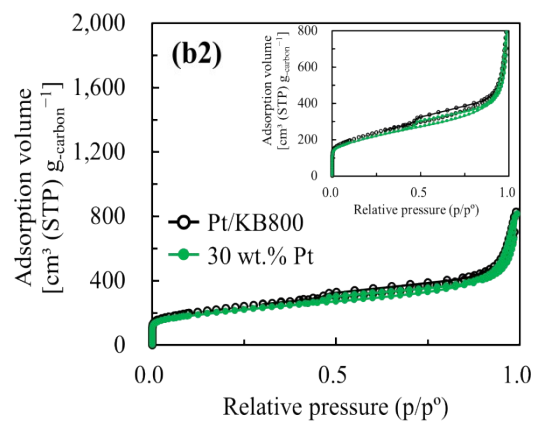 (b2)
Adsorption volume
[cm³ (STP) g-carbon⁻¹]
2,000
1,600
1,200
800
400
0
0.0
0.5
1.0
Relative pressure (p/pº)
Pt/KB800
30 wt.% Pt
Adsorption volume
[cm³ (STP) g-carbon⁻¹]
800
600
400
200
0
0.0
0.5
1.0
Relative pressure (p/pº)